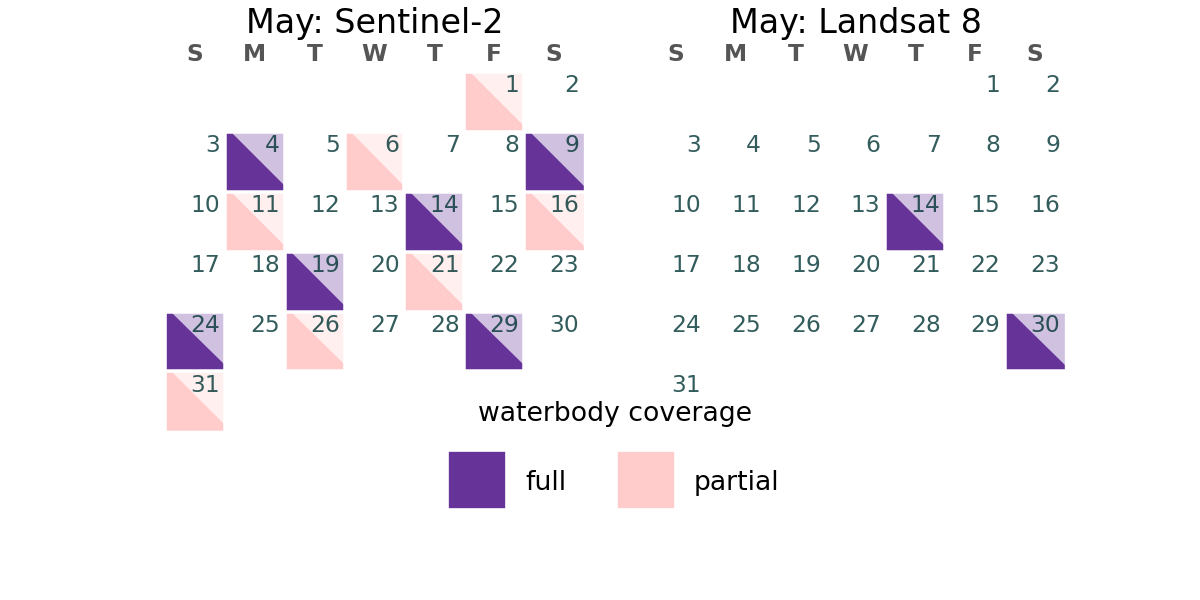 May: Sentinel-2
S M T W T F S
1 2
3 4 5 6 7 8 9
10 11 12 13 14 15 16
17 18 19 20 21 22 23
24 25 26 27 28 29 30
31
May: Landsat 8
S M T W T F S
1 2
3 4 5 6 7 8 9
10 11 12 13 14 15 16
17 18 19 20 21 22 23
24 25 26 27 28 29 30
31
waterbody coverage
full
partial